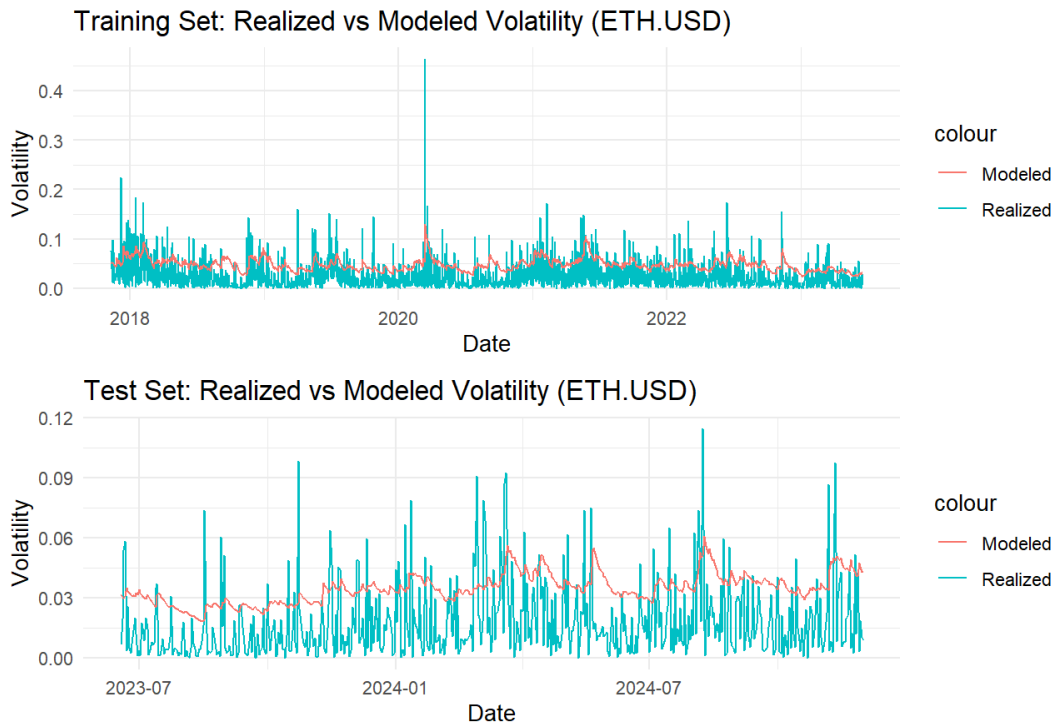 Training Set: Realized vs Modeled Volatility (ETH.USD)
Volatility
0.4
0.3
0.2
0.1
0.0
2018 2020 2022
Date
colour
Modeled
Realized
Test Set: Realized vs Modeled Volatility (ETH.USD)
Volatility
0.12
0.09
0.06
0.03
0.00
2023-07 2024-01 2024-07
Date
colour
Modeled
Realized